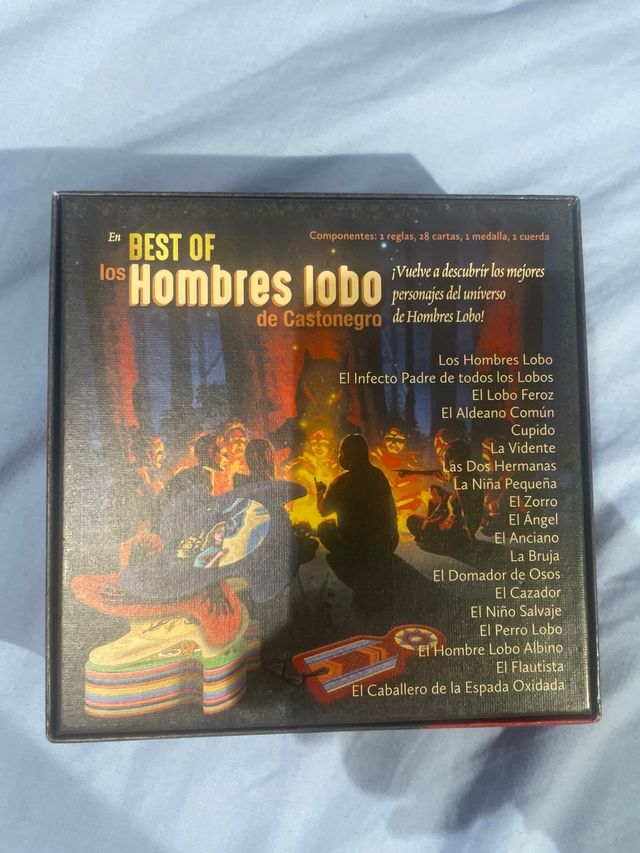 En BEST OF
los Hombres lobo
de Castonegro
Componentes: 1 reglas, 28 cartas, 1 medalla, 1 cuerda
¡Vuelve a descubrir los mejores
personajes del universo
de Hombres Lobo!
Los Hombres Lobo
El Infecto Padre de todos los Lobos
El Lobo Feroz
El Aldeano Común
Cupido
La Vidente
Las Dos Hermanas
La Niña Pequeña
El Zorro
El Ángel
El Anciano
La Bruja
El Domador de Osos
El Cazador
El Niño Salvaje
El Perro Lobo
El Hombre Lobo Albino
El Flautista
El Caballero de la Espada Oxidada